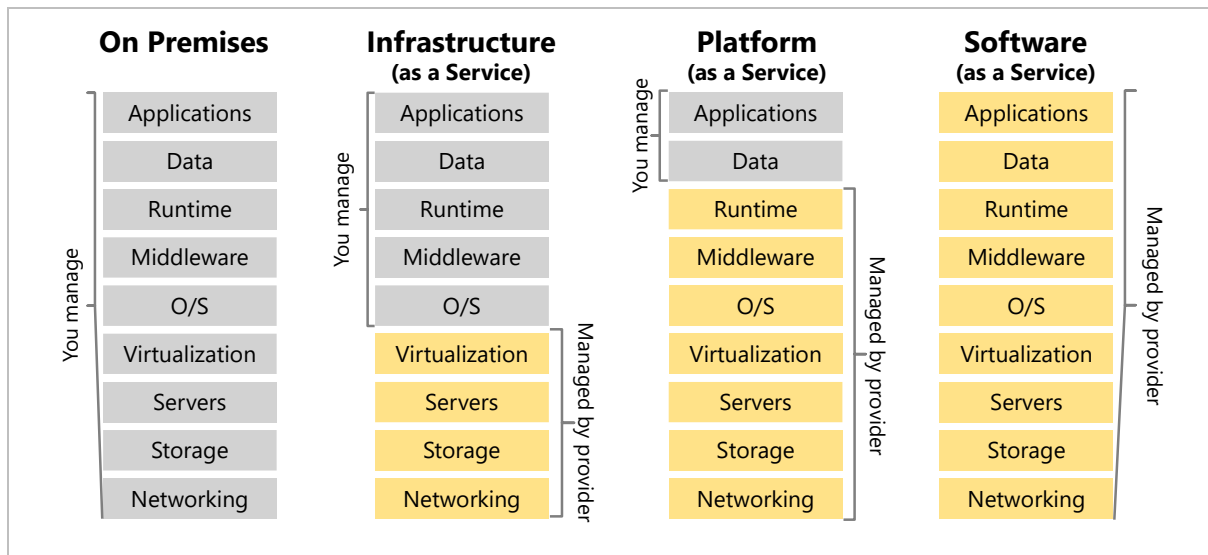 On Premises
You manage
Applications
Data
Runtime
Middleware
O/S
Virtualization
Servers
Storage
Networking
Infrastructure
(as a Service)
You manage
Applications
Data
Runtime
Middleware
O/S
Virtualization
Servers
Storage
Networking
Managed by provider
Platform
(as a Service)
You manage
Applications
Data
Runtime
Middleware
O/S
Virtualization
Servers
Storage
Networking
Managed by provider
Software
(as a Service)
Applications
Data
Runtime
Middleware
O/S
Virtualization
Servers
Storage
Networking
Managed by provider